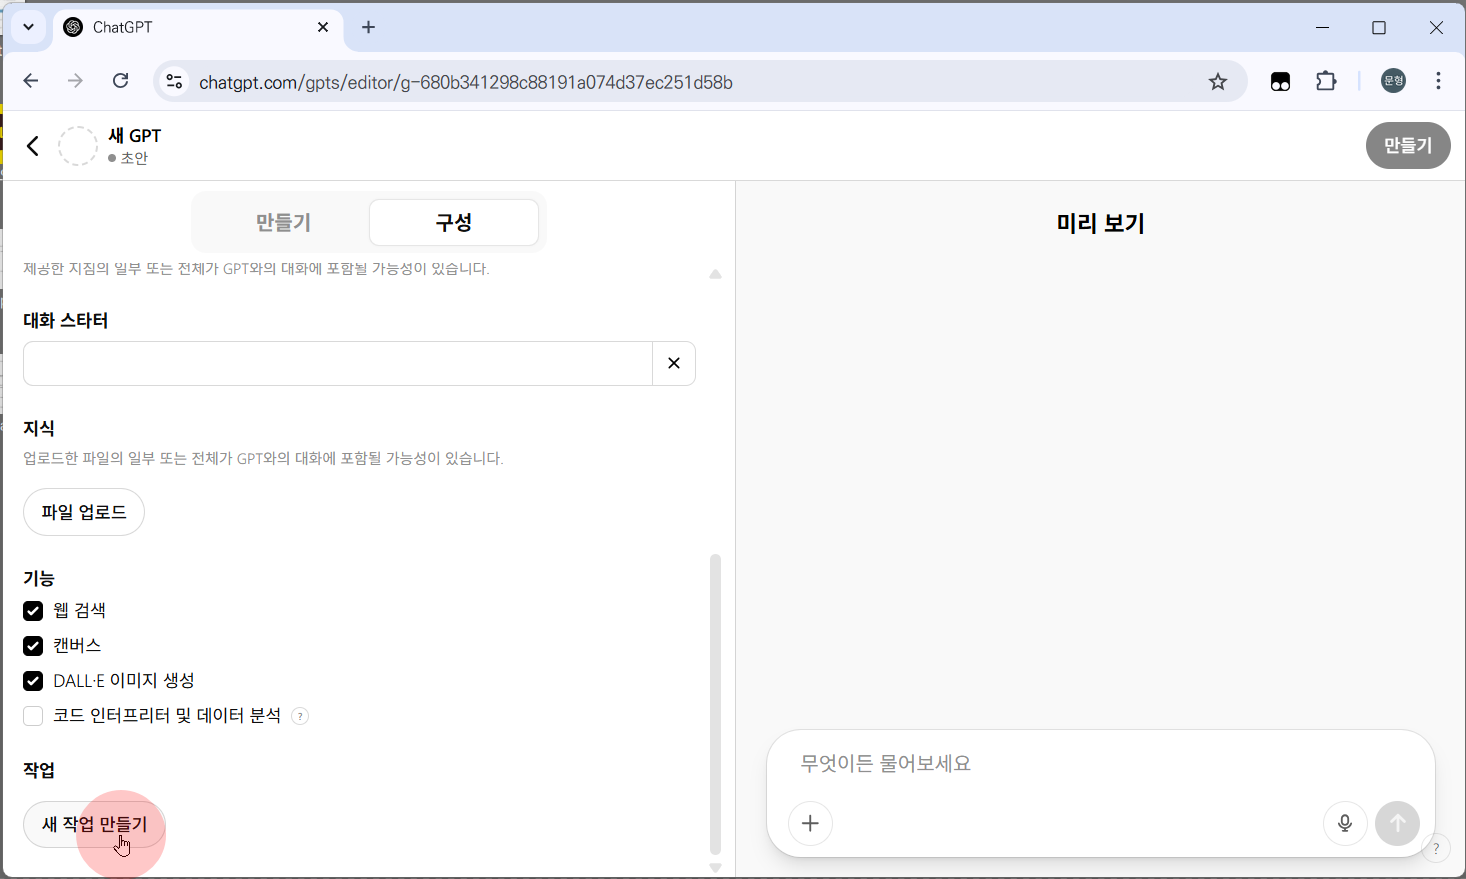 ChatGPT
chatgpt.com/gpts/editor/g-680b341298c88191a074d37ec251d58b
문형
새 GPT
초안
만들기
만들기
구성
제공한 지침의 일부 또는 전체가 GPT와의 대화에 포함될 가능성이 있습니다.
대화 스타터
지식
업로드한 파일의 일부 또는 전체가 GPT와의 대화에 포함될 가능성이 있습니다.
파일 업로드
기능
웹 검색
캔버스
DALL·E 이미지 생성
코드 인터프리터 및 데이터 분석 ?
작업
새 작업 만들기
미리 보기
무엇이든 물어보세요
?